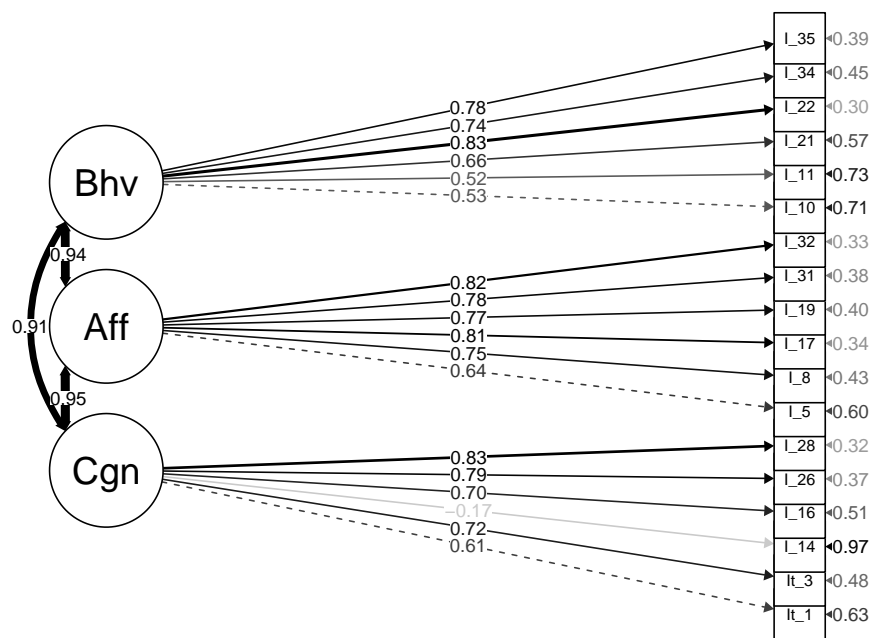 I_35
0.39
I_34
0.45
I_22
0.30
I_21
0.57
I_11
0.73
I_10
0.71
0.78
0.74
0.83
0.66
0.52
0.53
Bhv
0.94
I_32
0.33
I_31
0.38
I_19
0.40
I_17
0.34
I_8
0.43
I_5
0.60
0.82
0.78
0.77
0.81
0.75
0.64
0.91
Aff
0.95
I_28
0.32
I_26
0.37
I_16
0.51
I_14
0.97
It_3
0.48
It_1
0.63
0.83
0.79
0.70
−0.17
0.72
0.61
Cgn